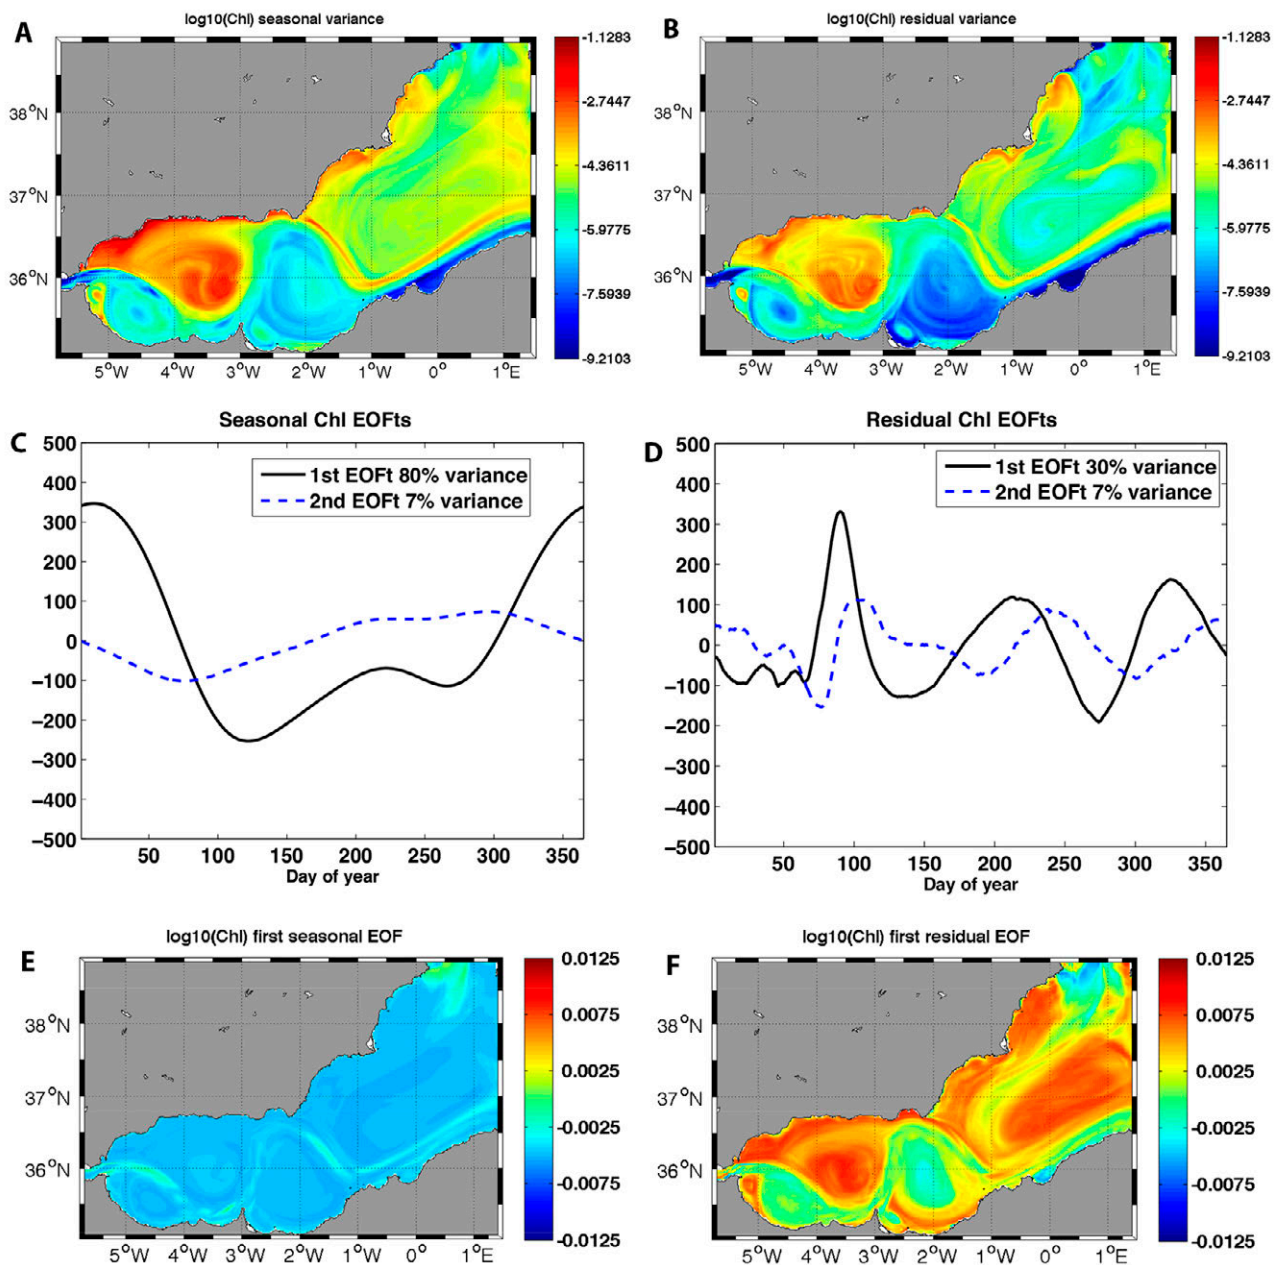 A
log10(Chl) seasonal variance
38°N
37°N
36°N
5°W 4°W 3°W 2°W 1°W 0° 1°E
-1.1283
-2.7447
-4.3611
-5.9775
-7.5939
-9.2103
B
log10(Chl) residual variance
38°N
37°N
36°N
5°W 4°W 3°W 2°W 1°W 0° 1°E
-1.1283
-2.7447
-4.3611
-5.9775
-7.5939
-9.2103
C
Seasonal Chl EOFts
1st EOFt 80% variance
2nd EOFt 7% variance
500
400
300
200
100
0
−100
−200
−300
−400
−500
50 100 150 200 250 300 350
Day of year
D
Residual Chl EOFts
1st EOFt 30% variance
2nd EOFt 7% variance
500
400
300
200
100
0
−100
−200
−300
−400
−500
50 100 150 200 250 300 350
Day of year
E
log10(Chl) first seasonal EOF
38°N
37°N
36°N
5°W 4°W 3°W 2°W 1°W 0° 1°E
0.0125
0.0075
0.0025
-0.0025
-0.0075
-0.0125
F
log10(Chl) first residual EOF
38°N
37°N
36°N
5°W 4°W 3°W 2°W 1°W 0° 1°E
0.0125
0.0075
0.0025
-0.0025
-0.0075
-0.0125